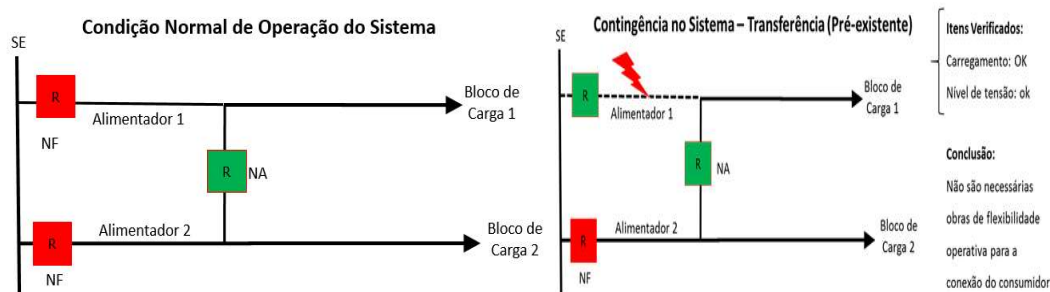 Condição Normal de Operação do Sistema
SE
R
NF
Alimentador 1
Bloco de
Carga 1
R
NA
R
NF
Alimentador 2
Bloco de
Carga 2
Contingência no Sistema – Transferência (Pré-existente)
SE
R
Alimentador 1
Bloco de
Carga 1
R
NA
R
NF
Alimentador 2
Bloco de
Carga 2
Itens Verificados:
Carregamento: OK
Nível de tensão: ok
Conclusão:
Não são necessárias
obras de flexibilidade
operativa para a
conexão do consumidor